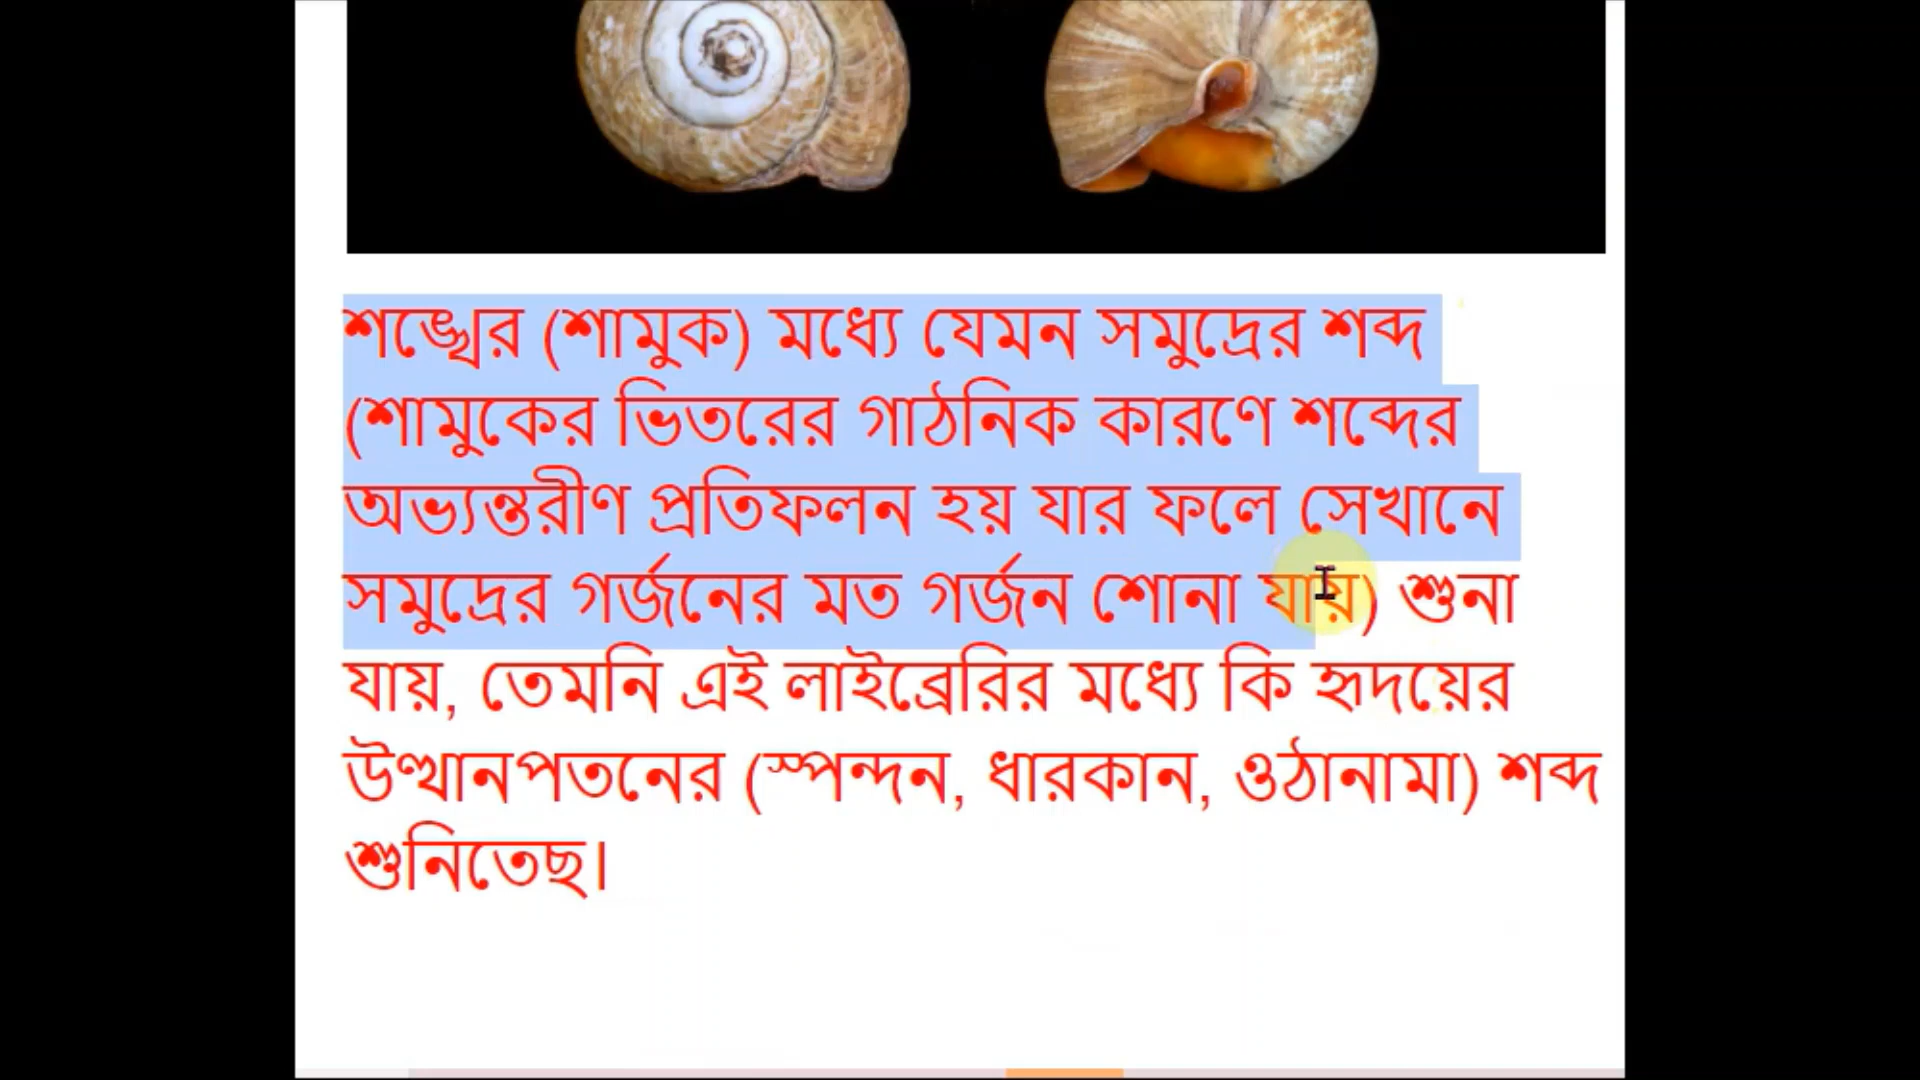 শঙ্খের (শামুক) মধ্যে যেমন সমুদ্রের শব্দ
(শামুকের ভিতরের গাঠনিক কারণে শব্দের
অভ্যন্তরীণ প্রতিফলন হয় যার ফলে সেখানে
সমুদ্রের গর্জনের মত গর্জন শোনা যায়) শুনা
যায়, তেমনি এই লাইব্রেরির মধ্যে কি হৃদয়ের
উত্থানপতনের (স্পন্দন, ধারকান, ওঠানামা) শব্দ
শুনিতেছ।